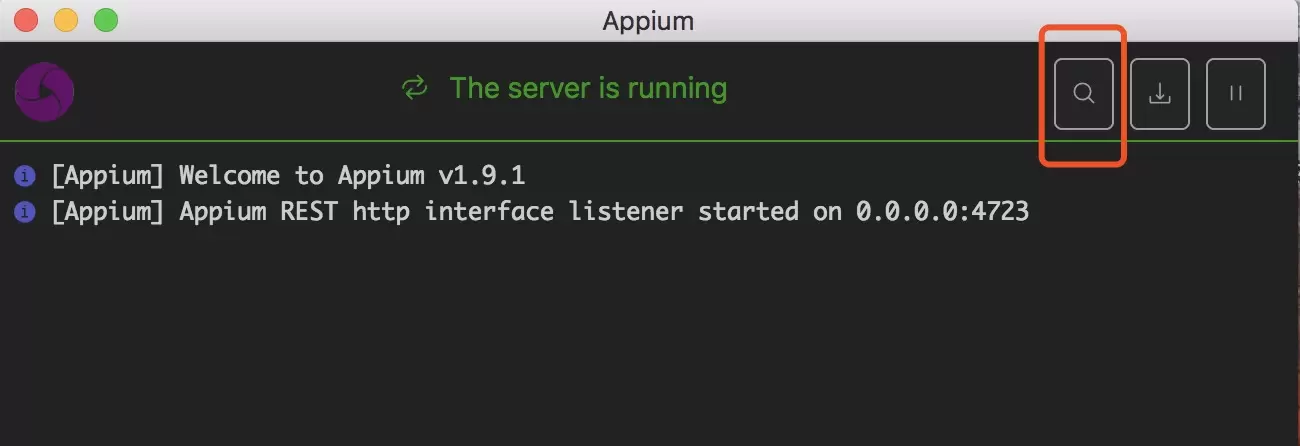 Appium
The server is running
[Appium] Welcome to Appium v1.9.1
[Appium] Appium REST http interface listener started on 0.0.0.0:4723